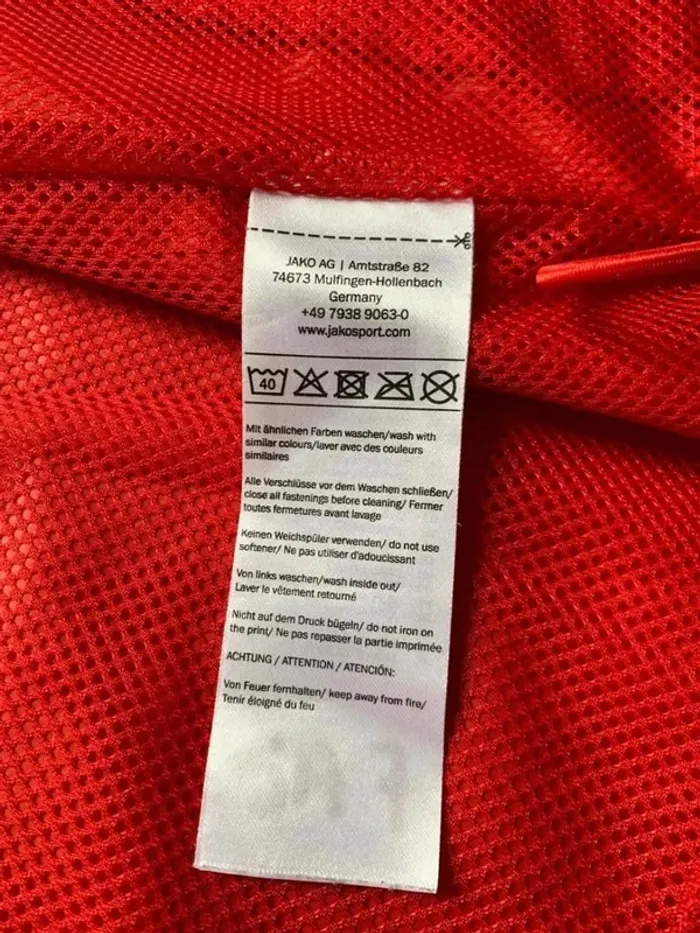 JAKO AG | Amtstraße 82
74673 Mulfingen-Hollenbach
Germany
+49 7938 9063-0
www.jakosport.com
40
Mit ähnlichen Farben waschen/wash with
similar colours/laver avec des couleurs
similaires
Alle Verschlüsse vor dem Waschen schließen/
close all fastenings before cleaning/ Fermer
toutes fermetures avant lavage
Keinen Weichspüler verwenden/ do not use
softener/ Ne pas utiliser d'adoucissant
Von links waschen/wash inside out/
Laver le vêtement retourné
Nicht auf dem Druck bügeln/ do not iron on
the print/ Ne pas repasser la partie imprimée
ACHTUNG / ATTENTION / ATENCIÓN:
Von Feuer fernhalten/ keep away from fire/
Tenir éloigné du feu